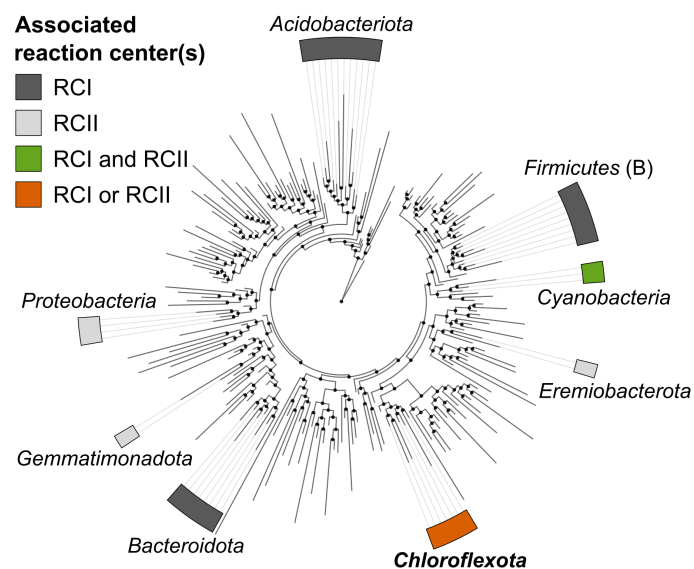 Associated
reaction center(s)
RCI
RCII
RCI and RCII
RCI or RCII
Acidobacteriota
Firmicutes (B)
Cyanobacteria
Proteobacteria
Eremiobacterota
Gemmatimonadota
Bacteroidota
Chloroflexota